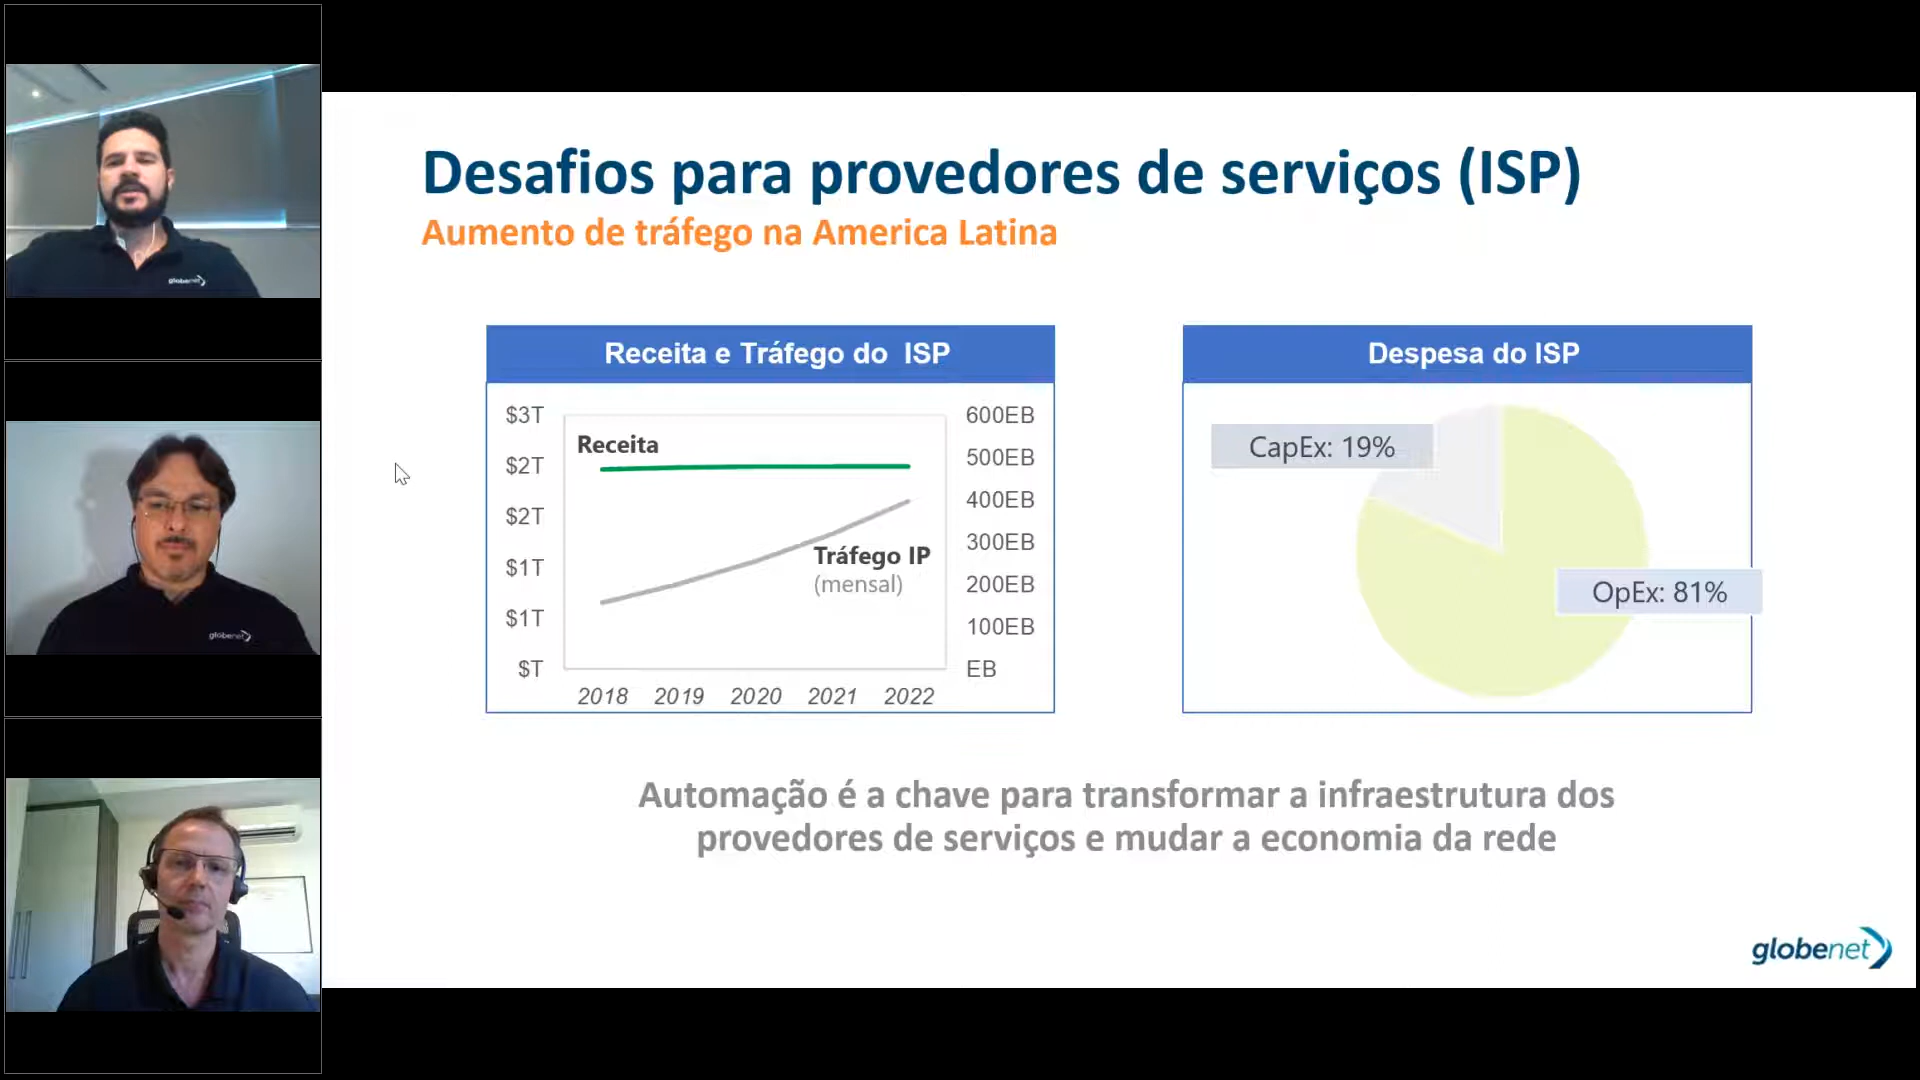 Desafios para provedores de serviços (ISP)
Aumento de tráfego na America Latina
Receita e Tráfego do ISP
$3T
$2T
$2T
$1T
$1T
$T
Receita
Tráfego IP
(mensal)
600EB
500EB
400EB
300EB
200EB
100EB
EB
2018 2019 2020 2021 2022
Despesa do ISP
CapEx: 19%
OpEx: 81%
Automação é a chave para transformar a infraestrutura dos
provedores de serviços e mudar a economia da rede
globenet
globenet
globenet